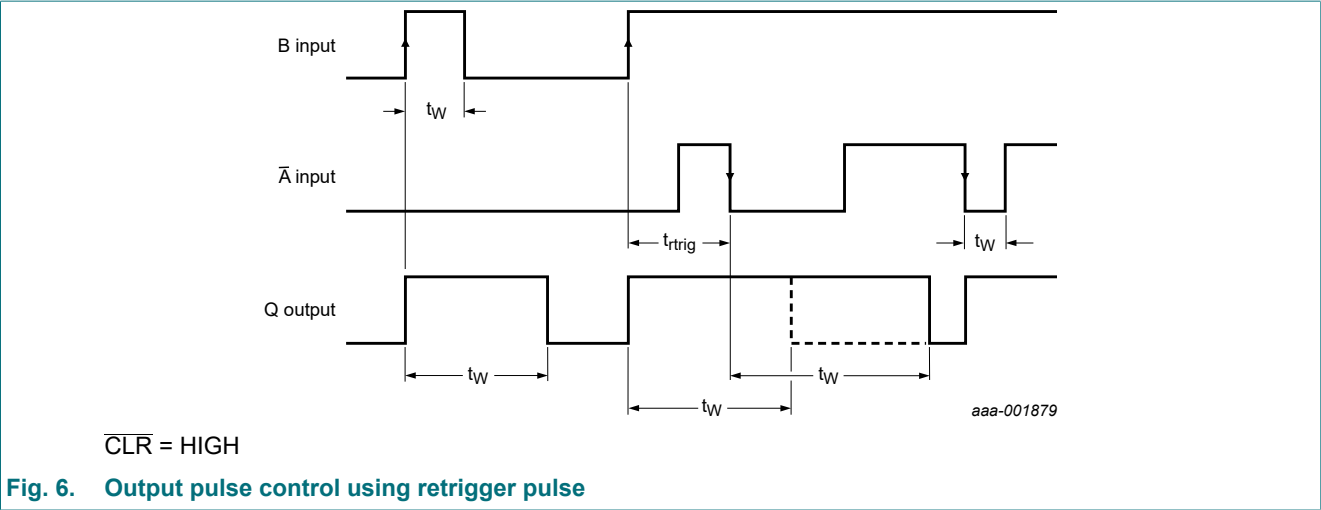 B input
tW
A̅ input
trtrig
tW
Q output
tW
tW
tW
aaa-001879
C̅L̅R̅ = HIGH
Fig. 6. Output pulse control using retrigger pulse